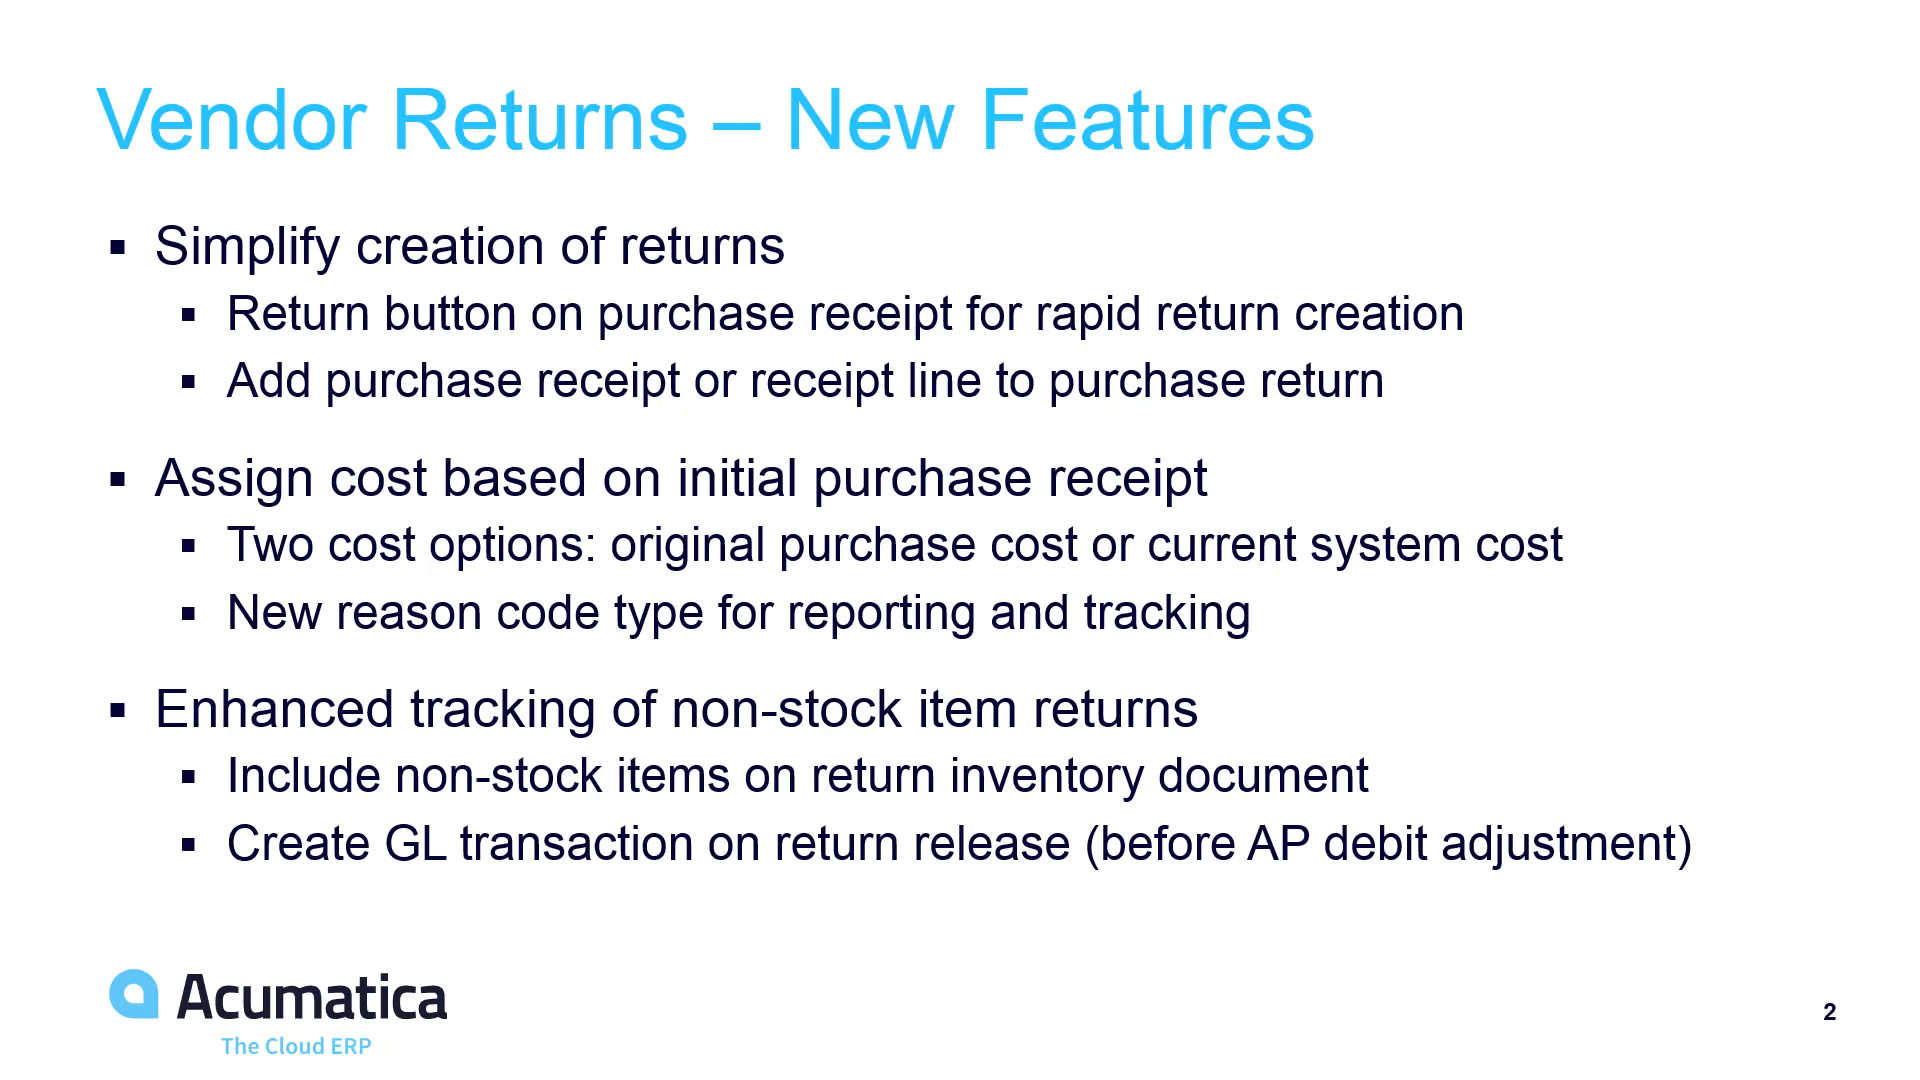 Vendor Returns – New Features
▪ Simplify creation of returns
▪ Return button on purchase receipt for rapid return creation
▪ Add purchase receipt or receipt line to purchase return
▪ Assign cost based on initial purchase receipt
▪ Two cost options: original purchase cost or current system cost
▪ New reason code type for reporting and tracking
▪ Enhanced tracking of non-stock item returns
▪ Include non-stock items on return inventory document
▪ Create GL transaction on return release (before AP debit adjustment)
Acumatica
The Cloud ERP
2